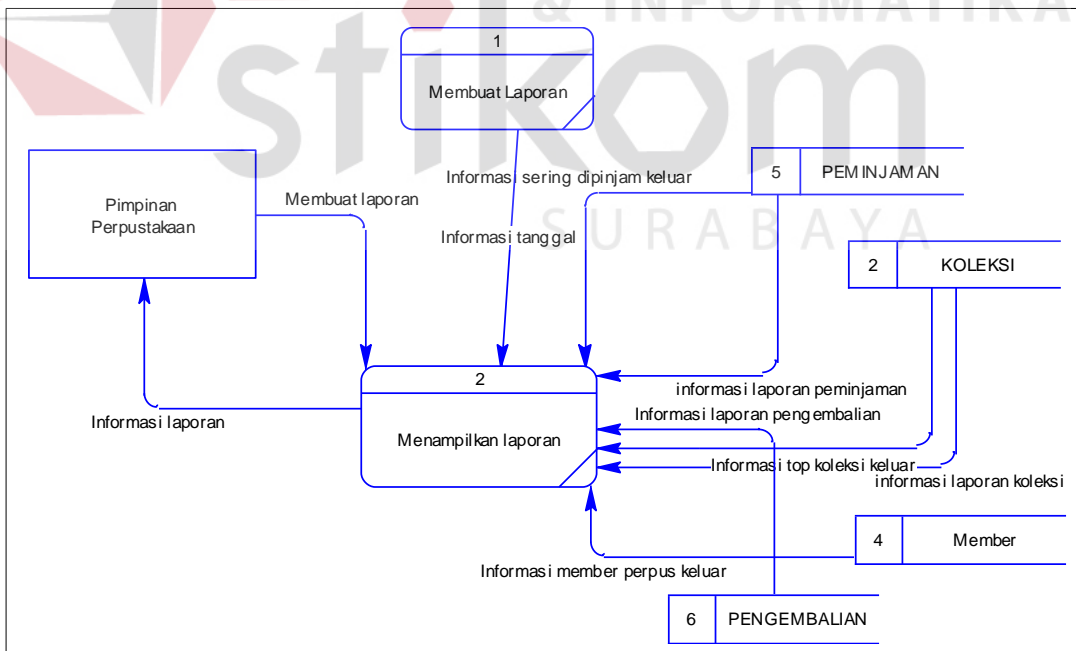 & INFORMATIKA
stikom
SURABAYA
1
Membuat Laporan
Pimpinan
Perpustakaan
Membuat laporan
Informasi sering dipinjam keluar
Informasi tanggal
5 PEMINJAMAN
2 KOLEKSI
2
Menampilkan laporan
Informasi laporan
informasi laporan peminjaman
Informasi laporan pengembalian
Informasi top koleksi keluar
informasi laporan koleksi
4 Member
Informasi member perpus keluar
6 PENGEMBALIAN